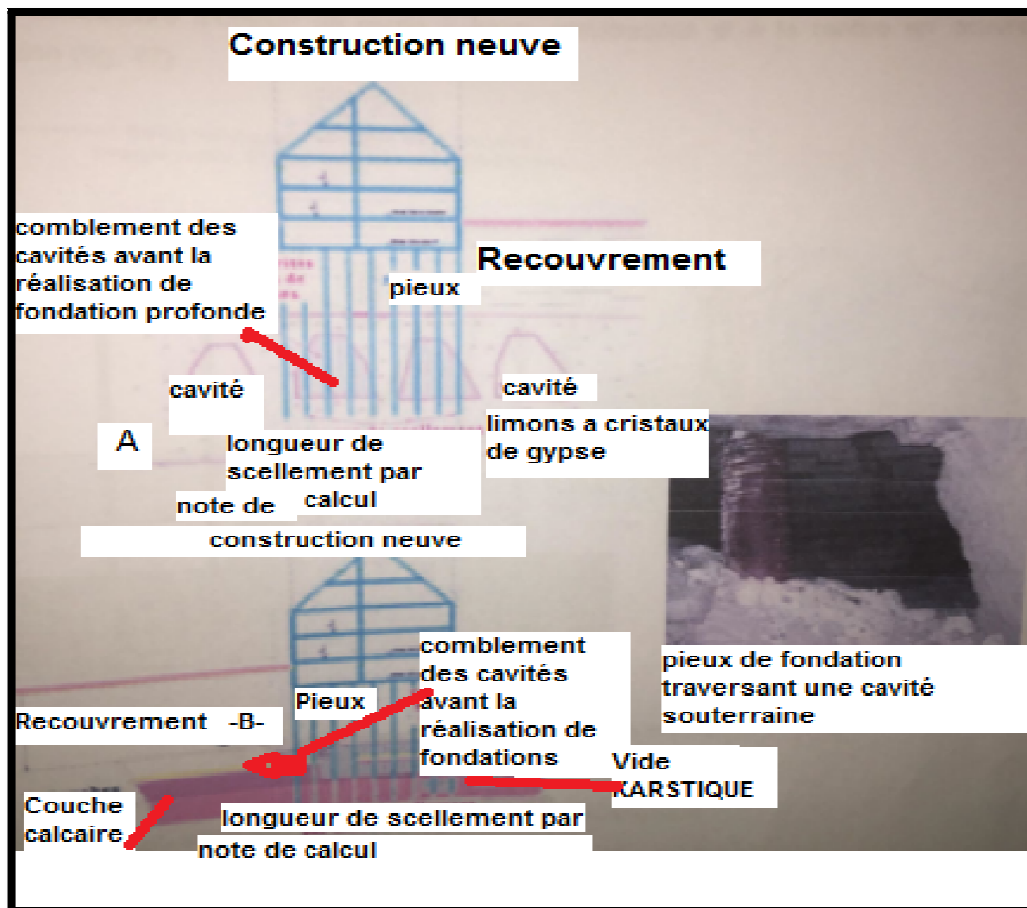 Construction neuve
comblement des
cavités avant la
réalisation de
fondation profonde
Recouvrement
pieux
cavité
cavité
limons a cristaux
de gypse
A
longueur de
scellement par
calcul
note de
construction neuve
comblement
des cavités
avant la
réalisation de
fondations
Pieux
Recouvrement -B-
pieux de fondation
traversant une cavité
souterraine
Vide
KARSTIQUE
Couche
calcaire
longueur de scellement par
note de calcul